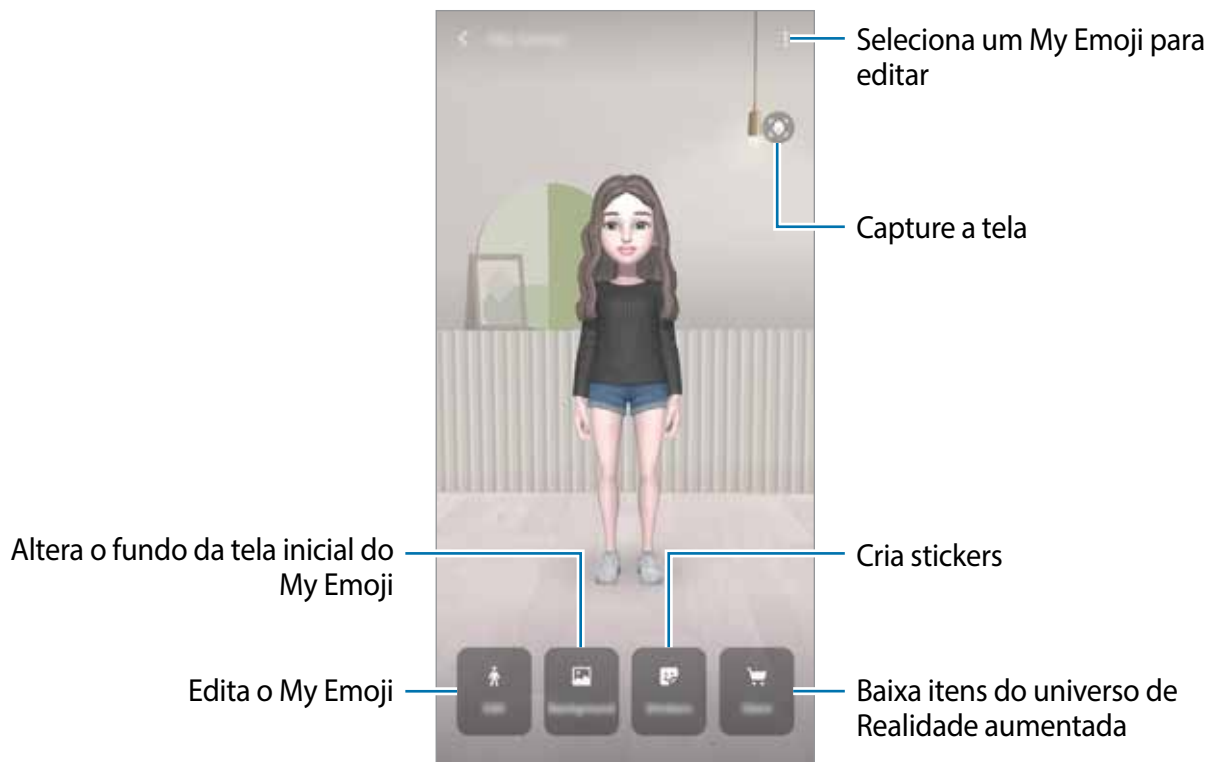 Seleciona um My Emoji para
editar
Capture a tela
Altera o fundo da tela inicial do
My Emoji
Cria stickers
Edita o My Emoji
Baixa itens do universo de
Realidade aumentada